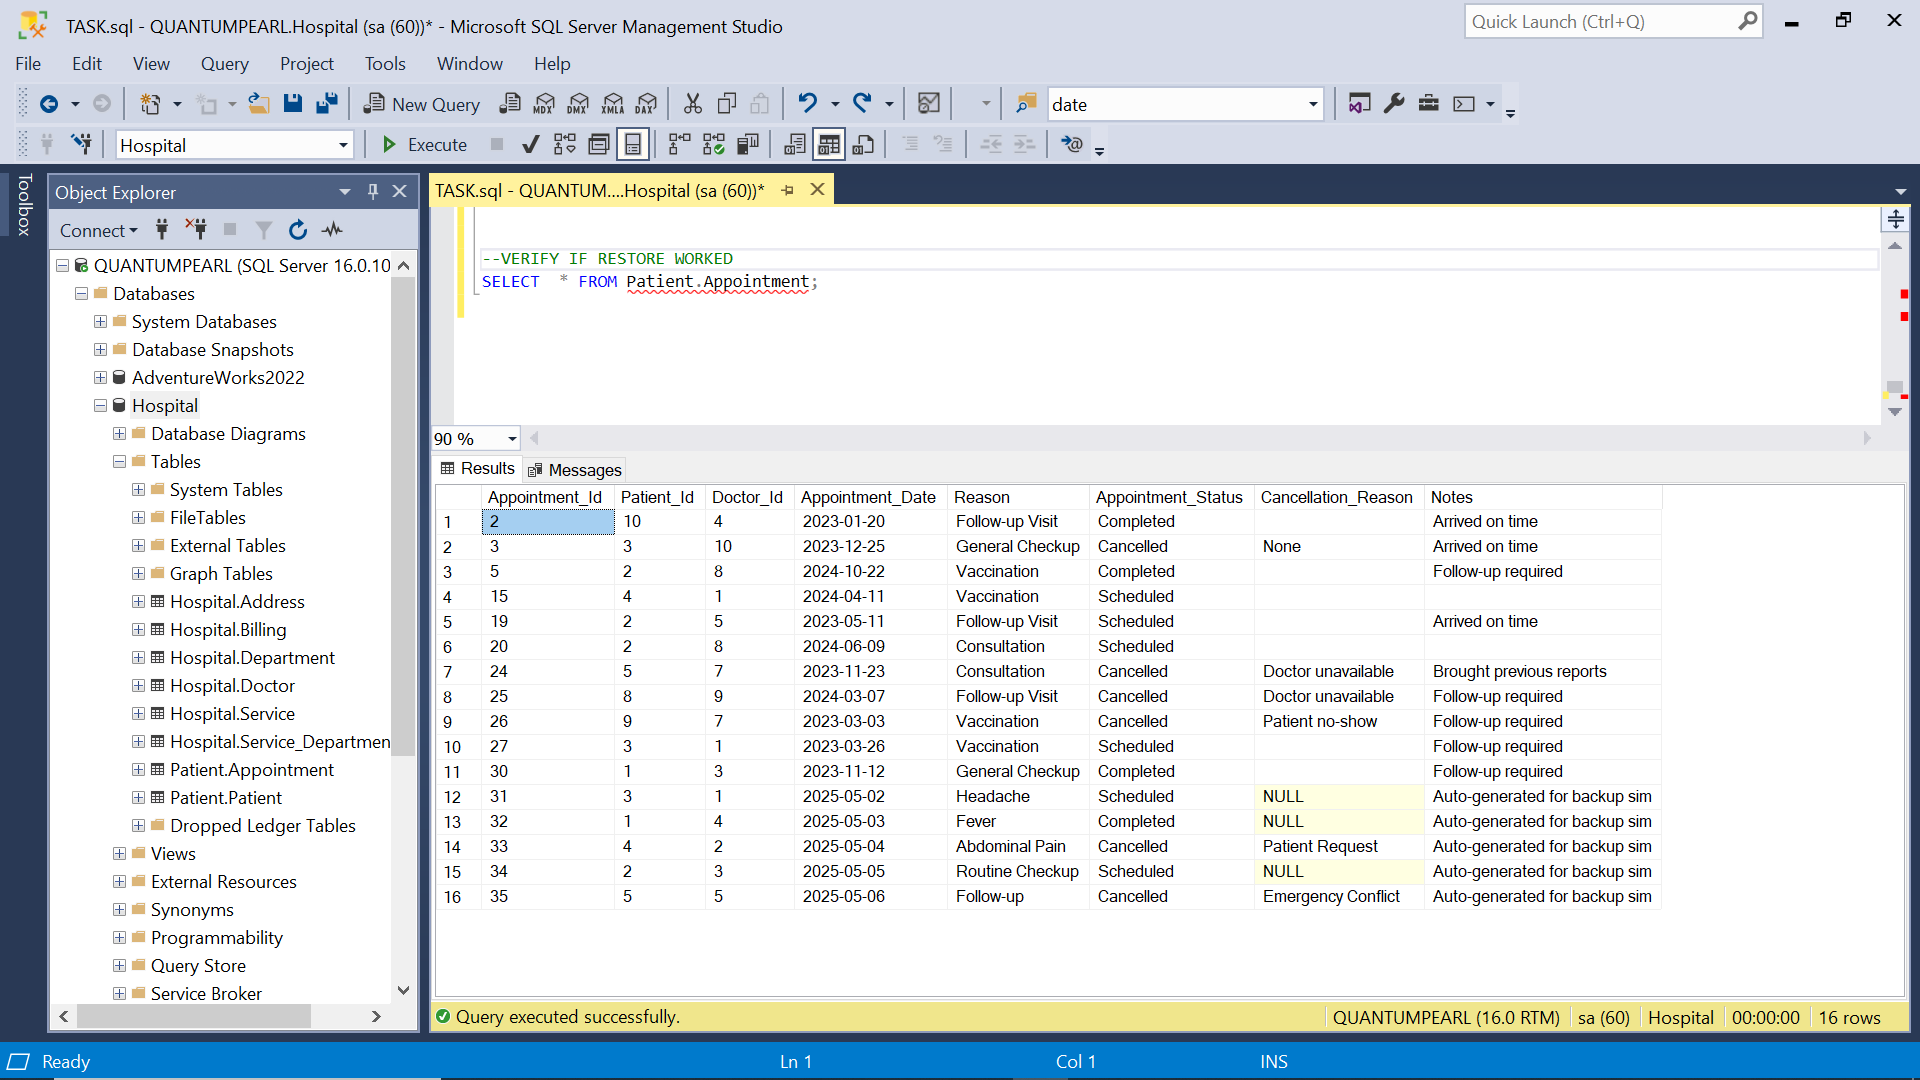 TASK.sql - QUANTUMPEARL.Hospital (sa (60))* - Microsoft SQL Server Management Studio
Quick Launch (Ctrl+Q)
File Edit View Query Project Tools Window Help
New Query MDX DMX XMLA DAX date
Hospital Execute
Toolbox
Object Explorer
Connect
QUANTUMPEARL (SQL Server 16.0.10
Databases
System Databases
Database Snapshots
AdventureWorks2022
Hospital
Database Diagrams
Tables
System Tables
FileTables
External Tables
Graph Tables
Hospital.Address
Hospital.Billing
Hospital.Department
Hospital.Doctor
Hospital.Service
Hospital.Service_Departmen
Patient.Appointment
Patient.Patient
Dropped Ledger Tables
Views
External Resources
Synonyms
Programmability
Query Store
Service Broker
TASK.sql - QUANTUM....Hospital (sa (60))*
--VERIFY IF RESTORE WORKED
SELECT * FROM Patient.Appointment;
90 %
Results Messages
Appointment_Id Patient_Id Doctor_Id Appointment_Date Reason Appointment_Status Cancellation_Reason Notes
1 2 10 4 2023-01-20 Follow-up Visit Completed Arrived on time
2 3 3 10 2023-12-25 General Checkup Cancelled None Arrived on time
3 5 2 8 2024-10-22 Vaccination Completed Follow-up required
4 15 4 1 2024-04-11 Vaccination Scheduled
5 19 2 5 2023-05-11 Follow-up Visit Scheduled Arrived on time
6 20 2 8 2024-06-09 Consultation Scheduled
7 24 5 7 2023-11-23 Consultation Cancelled Doctor unavailable Brought previous reports
8 25 8 9 2024-03-07 Follow-up Visit Cancelled Doctor unavailable Follow-up required
9 26 9 7 2023-03-03 Vaccination Cancelled Patient no-show Follow-up required
10 27 3 1 2023-03-26 Vaccination Scheduled Follow-up required
11 30 1 3 2023-11-12 General Checkup Completed Follow-up required
12 31 3 1 2025-05-02 Headache Scheduled NULL Auto-generated for backup sim
13 32 1 4 2025-05-03 Fever Completed NULL Auto-generated for backup sim
14 33 4 2 2025-05-04 Abdominal Pain Cancelled Patient Request Auto-generated for backup sim
15 34 2 3 2025-05-05 Routine Checkup Scheduled NULL Auto-generated for backup sim
16 35 5 5 2025-05-06 Follow-up Cancelled Emergency Conflict Auto-generated for backup sim
Query executed successfully. QUANTUMPEARL (16.0 RTM) sa (60) Hospital 00:00:00 16 rows
Ready Ln 1 Col 1 INS